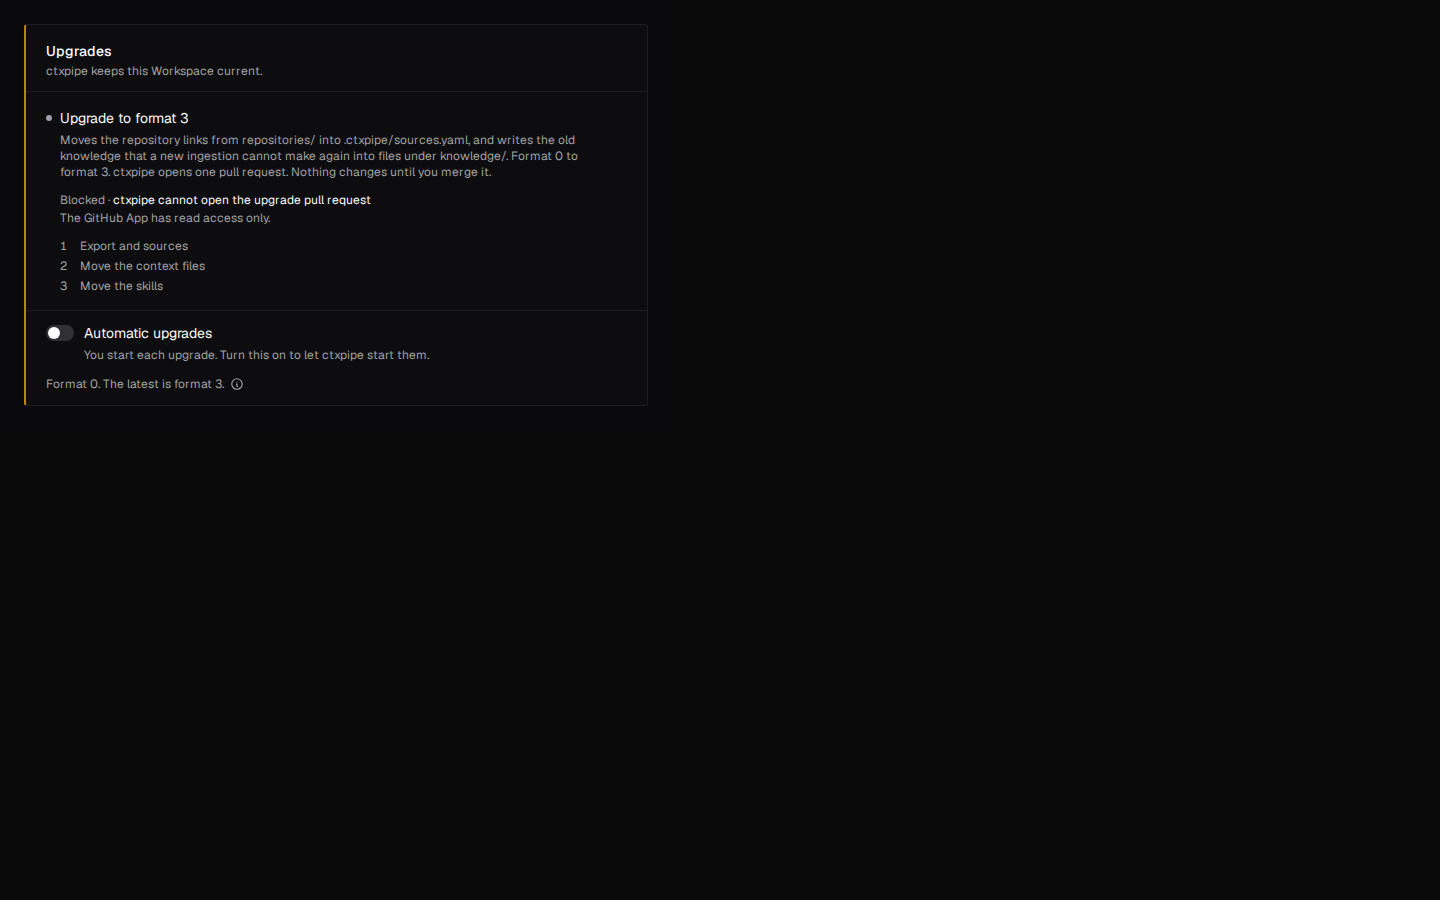 Upgrades
ctxpipe keeps this Workspace current.
Upgrade to format 3
Moves the repository links from repositories/ into .ctxpipe/sources.yaml, and writes the old
knowledge that a new ingestion cannot make again into files under knowledge/. Format 0 to
format 3. ctxpipe opens one pull request. Nothing changes until you merge it.
Blocked · ctxpipe cannot open the upgrade pull request
The GitHub App has read access only.
1 Export and sources
2 Move the context files
3 Move the skills
Automatic upgrades
You start each upgrade. Turn this on to let ctxpipe start them.
Format 0. The latest is format 3.